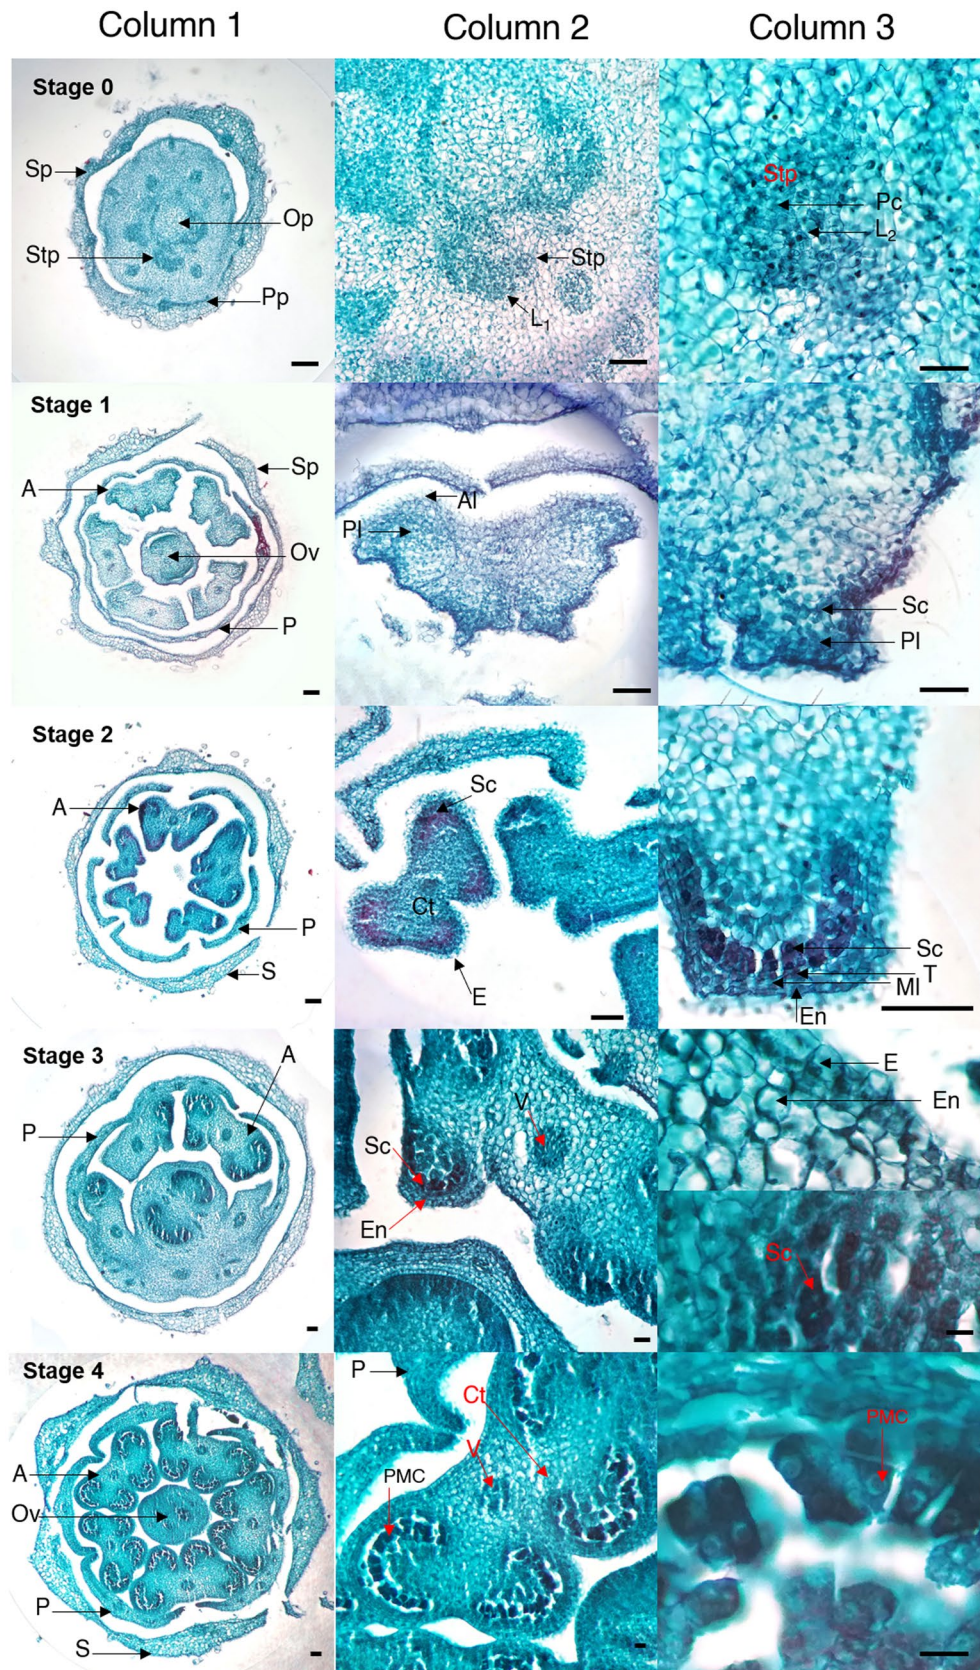 Column 1 Column 2 Column 3
Stage 0
Sp
Op
Stp
Pp
Stp
L1
Stp
Pc
L2
Stage 1
Sp
A
Ov
P
Al
Pl
Sc
Pl
Stage 2
A
P
S
Sc
Ct
E
Sc
T
Ml
En
Stage 3
A
P
V
Sc
En
E
En
Sc
Stage 4
A
Ov
P
S
P
Ct
V
PMC
PMC